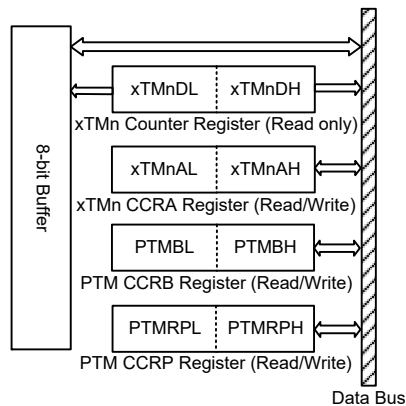 8-bit Buffer
xTMnDL xTMnDH
xTMn Counter Register (Read only)
xTMnAL xTMnAH
xTMn CCRA Register (Read/Write)
PTMBL PTMBH
PTM CCRB Register (Read/Write)
PTMRPL PTMRPH
PTM CCRP Register (Read/Write)
Data Bus